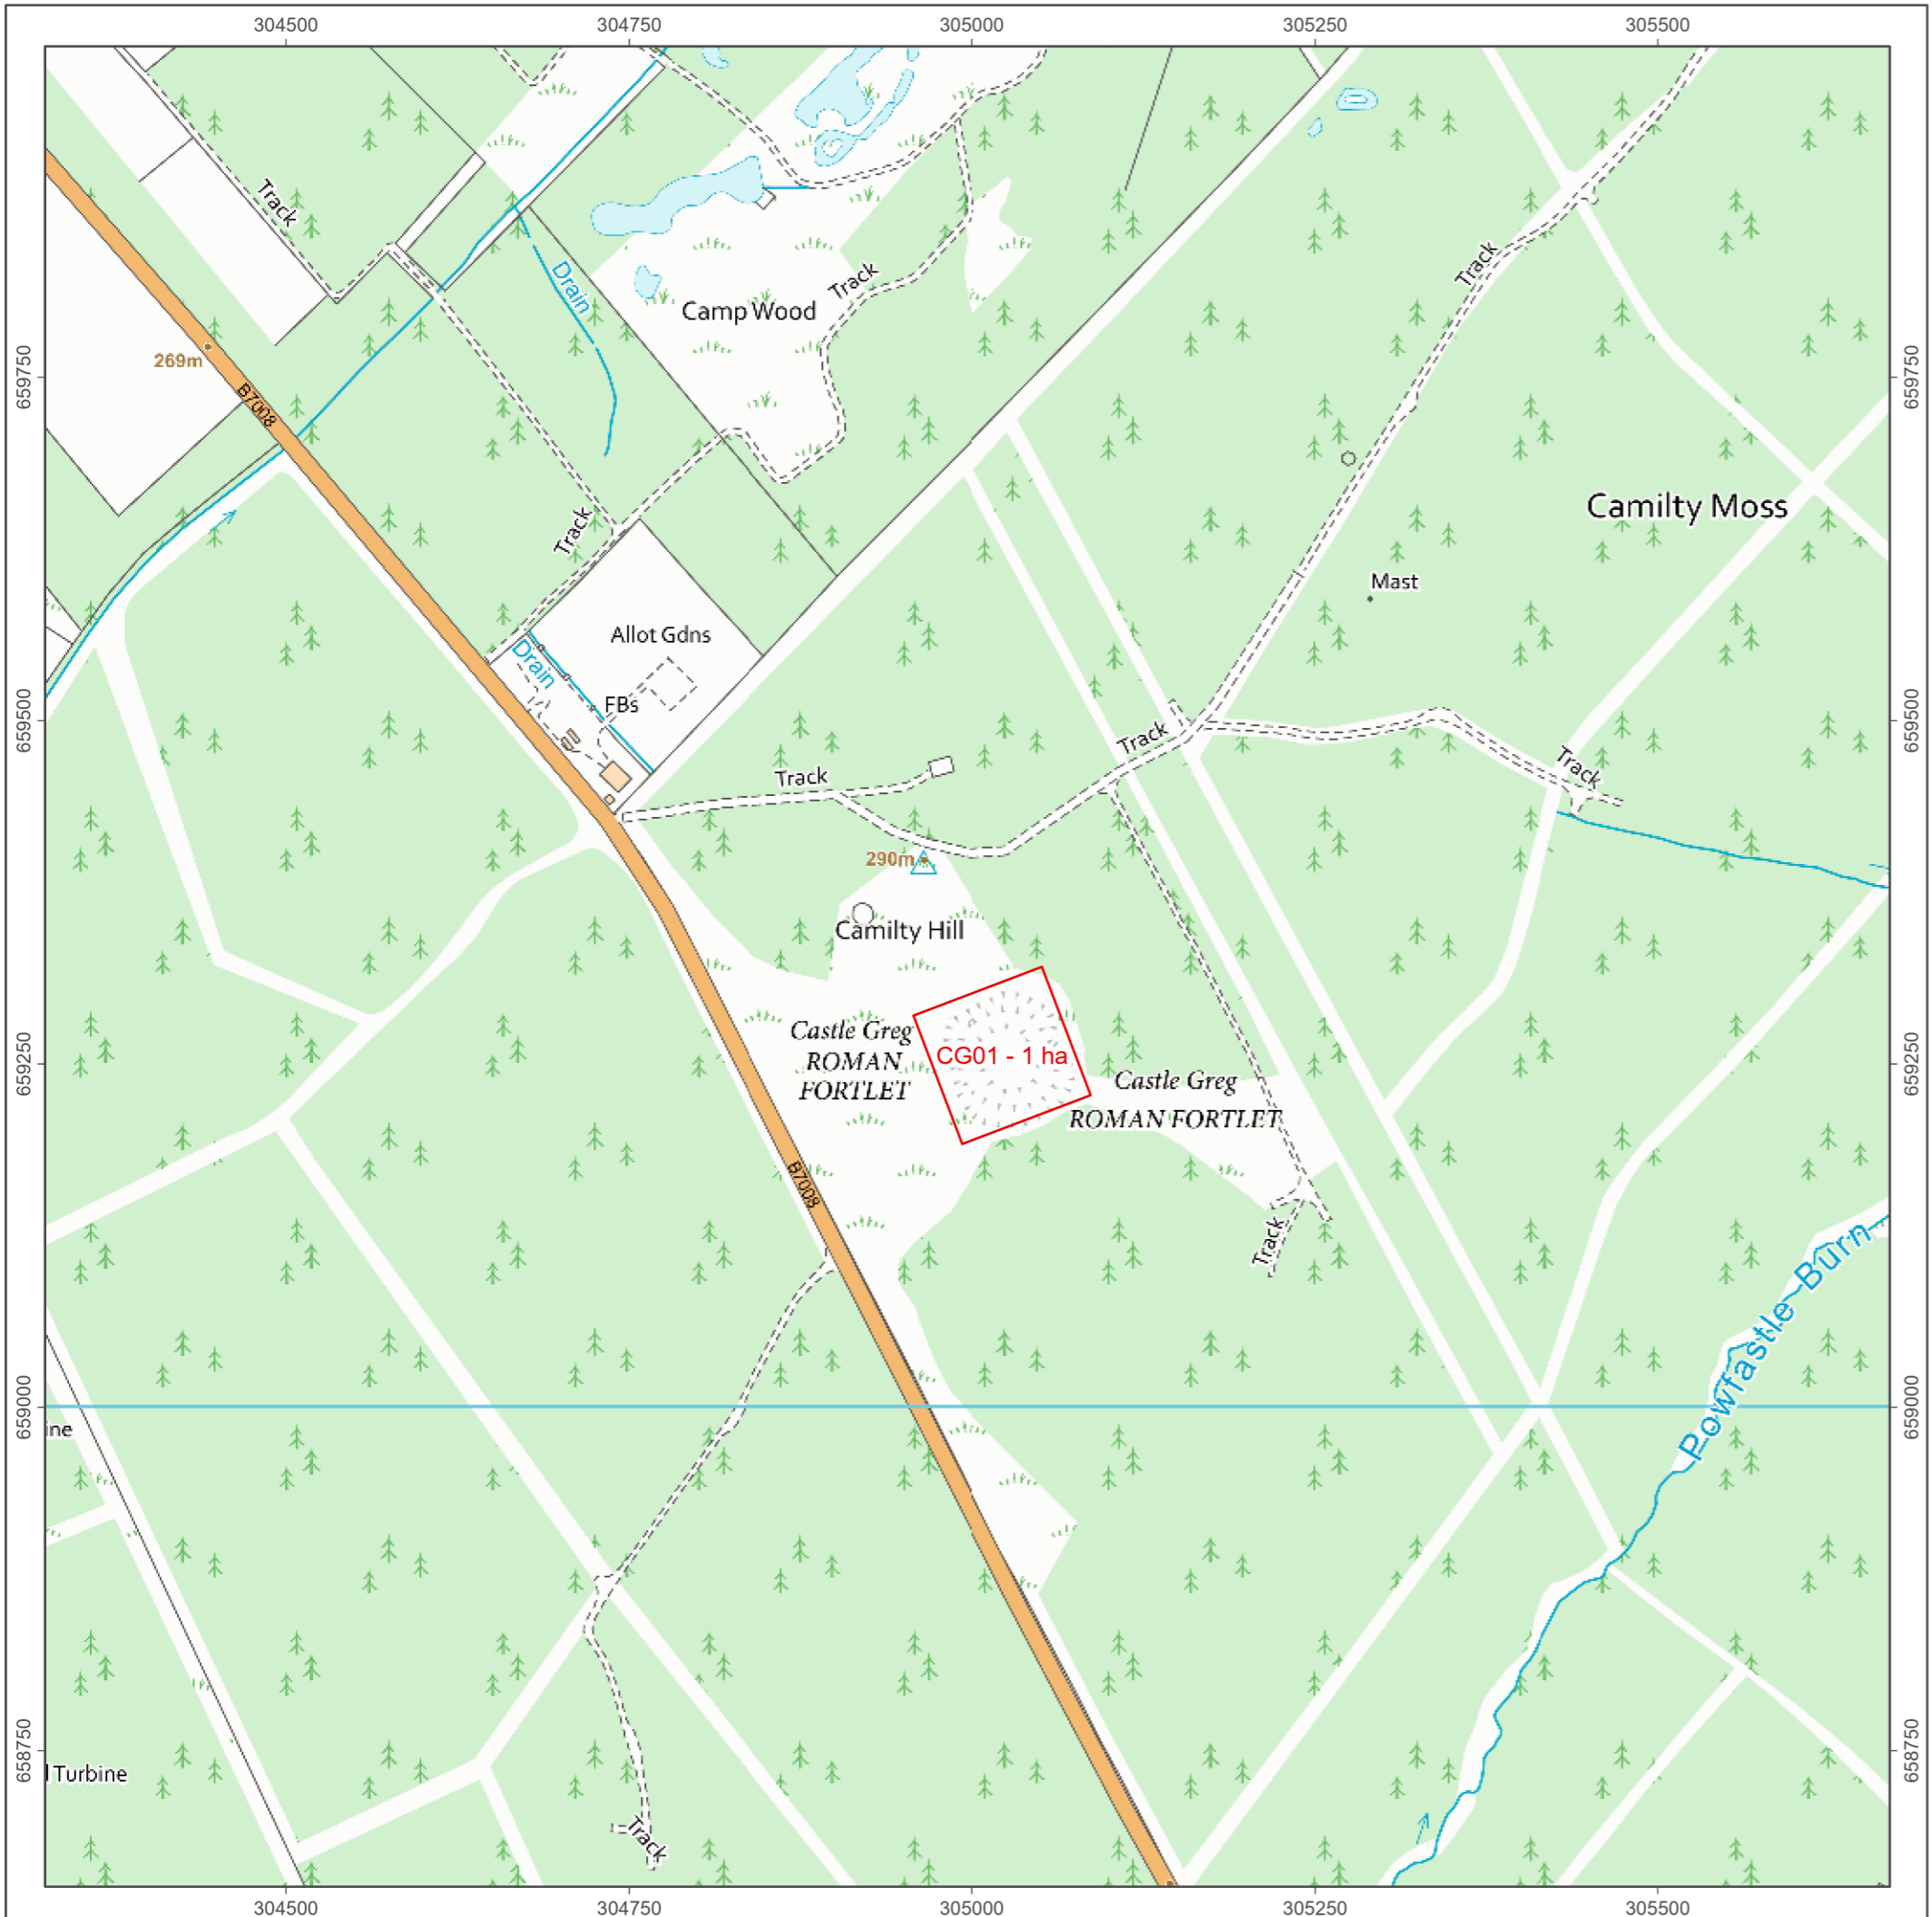 304500
304750
305000
305250
305500
Track
Drain
Track
Track
Camp Wood
659750
269m
659750
B7008
Camilty Moss
Track
Mast
Allot Gdns
Drain
659500
FBs
659500
Track
Track
Track
290m
Camilty Hill
Castle Greg
ROMAN
FORTLET
CG01 - 1 ha
659250
659250
Castle Greg
ROMAN FORTLET
B7008
Track
Powfastle Burn
659000
659000
ine
658750
658750
Turbine
Track
304500
304750
305000
305250
305500